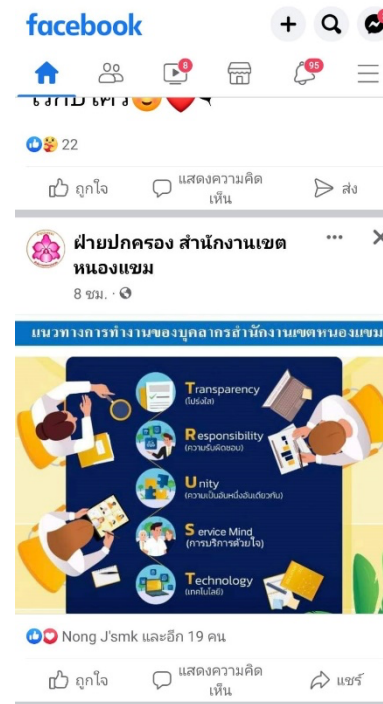 facebook
8
95
22
ถูกใจ
แสดงความคิด
เห็น
ส่ง
ฝ่ายปกครอง สำนักงานเขต
หนองแขม
8 ชม. ·
แนวทางการทำงานของบุคลากรสำนักงานเขตหนองแขม
Transparency
(โปร่งใส)
Responsibility
(ความรับผิดชอบ)
Unity
(ความเป็นอันหนึ่งอันเดียวกัน)
Service Mind
(การบริการด้วยใจ)
Technology
(เทคโนโลยี)
Nong J'smk และอีก 19 คน
ถูกใจ
แสดงความคิด
เห็น
แชร์